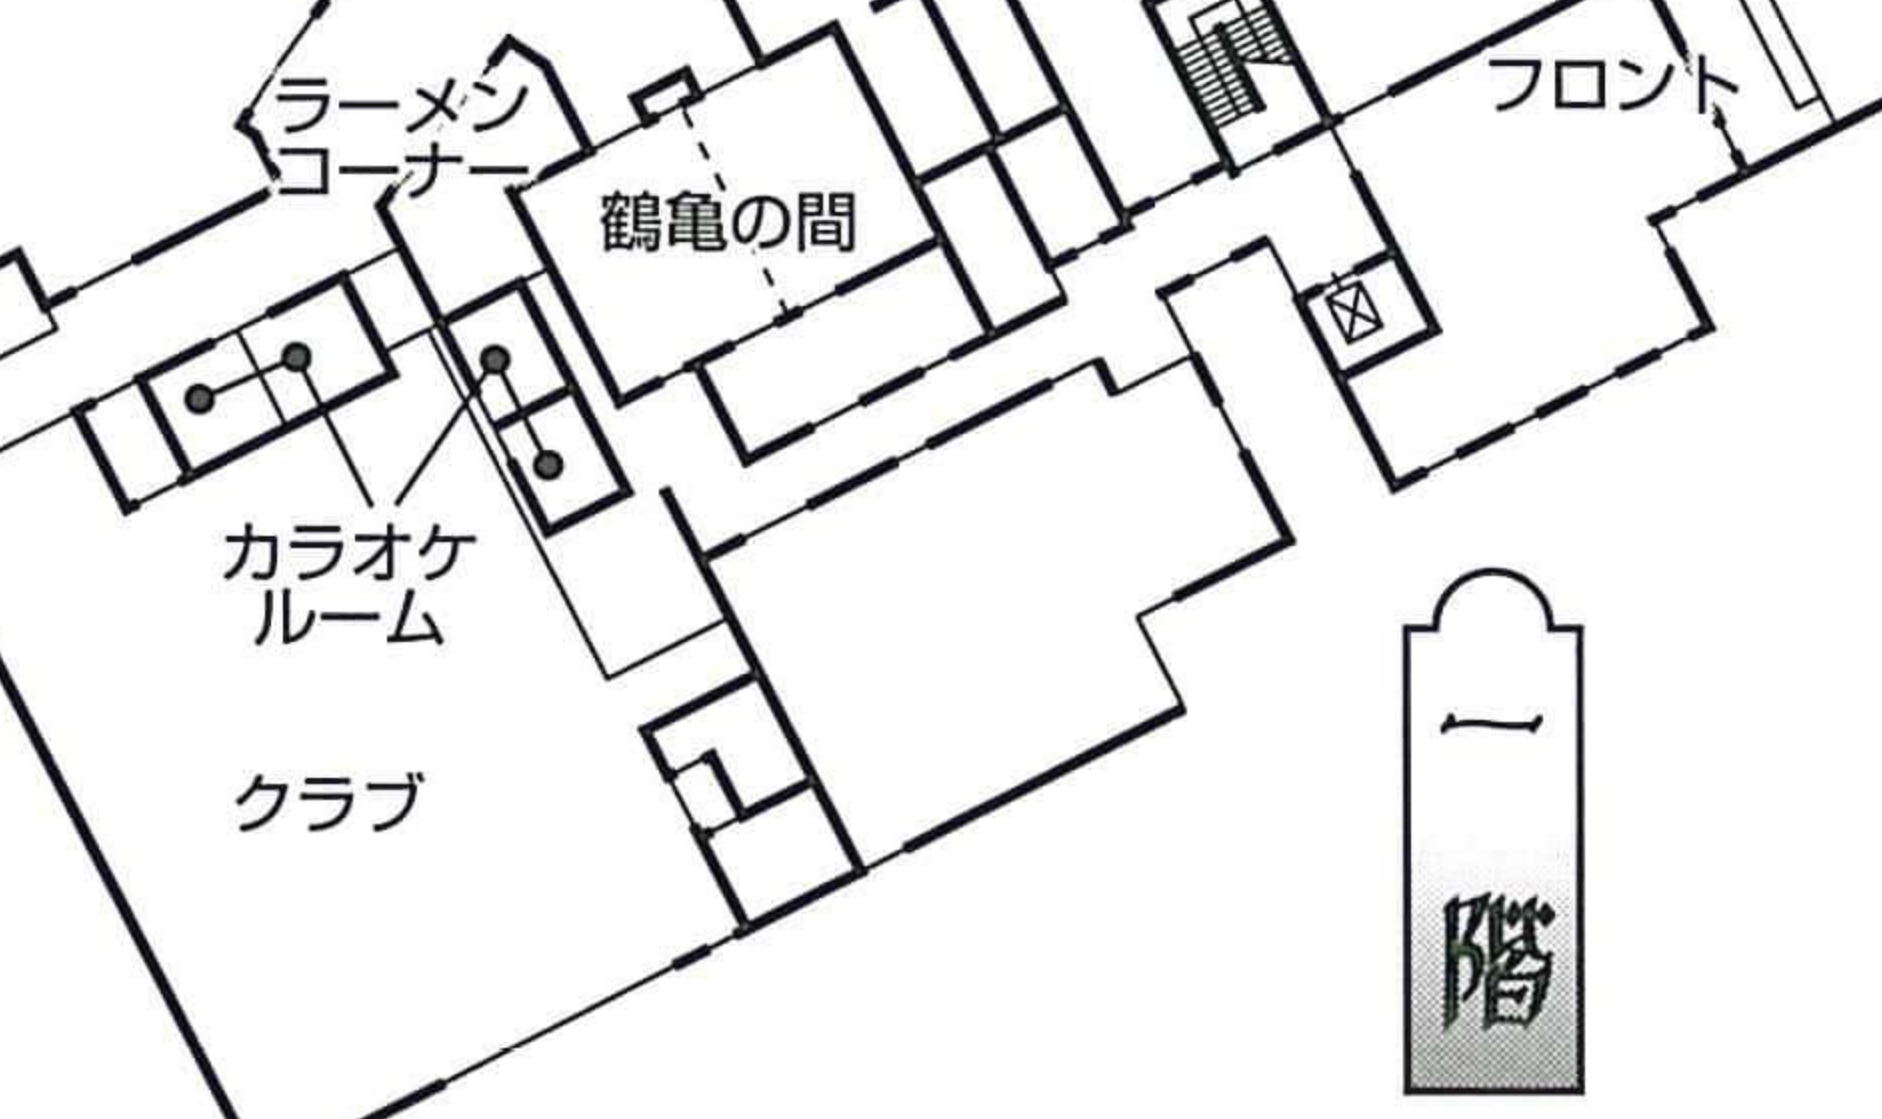 ラーメン
コーナー
鶴亀の間
フロント
カラオケ
ルーム
クラブ
一階